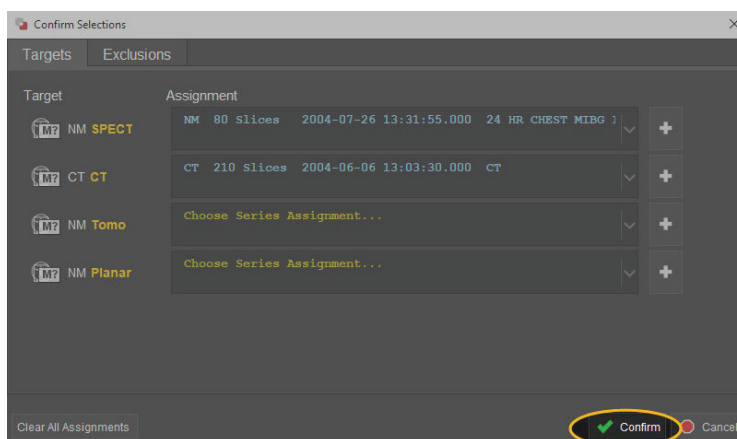 Confirm Selections
Targets Exclusions
Target Assignment
M? NM SPECT NM 80 Slices 2004-07-26 13:31:55.000 24 HR CHEST MIBG
M? CT CT CT 210 Slices 2004-06-06 13:03:30.000 CT
M? NM Tomo Choose Series Assignment...
M? NM Planar Choose Series Assignment...
Clear All Assignments Confirm Cancel